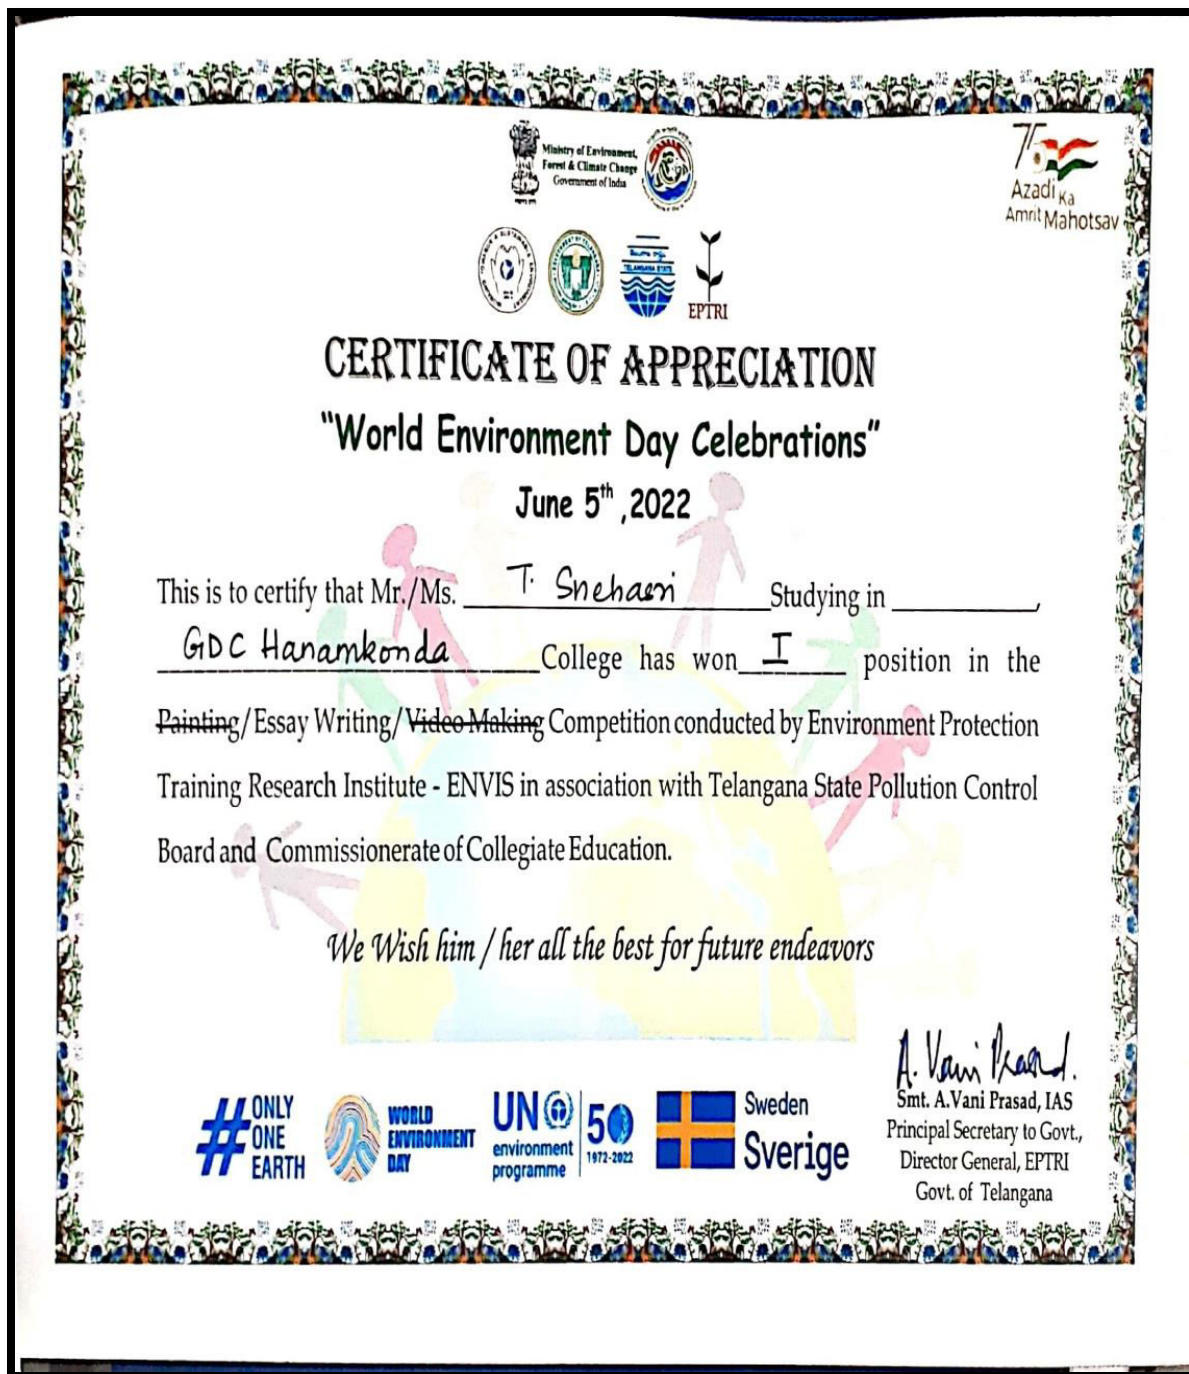 Ministry of Environment,
Forest & Climate Change
Government of India
75
Azadi Ka
Amrit Mahotsav
TELANGANA STATE
EPTRI
CERTIFICATE OF APPRECIATION
"World Environment Day Celebrations"
June 5th ,2022
This is to certify that Mr./Ms. T. Studying in ,
GDC Hanamkonda College has won I position in the
Painting/Essay Writing/Video Making Competition conducted by Environment Protection
Training Research Institute - ENVIS in association with Telangana State Pollution Control
Board and Commissionerate of Collegiate Education.
We Wish him / her all the best for future endeavors
A. Vani Prasad.
Smt. A.Vani Prasad, IAS
Principal Secretary to Govt.,
Director General, EPTRI
Govt. of Telangana
#ONLY
ONE
EARTH
WORLD
ENVIRONMENT
DAY
UN
environment
programme
50
1972-2022
Sweden
Sverige